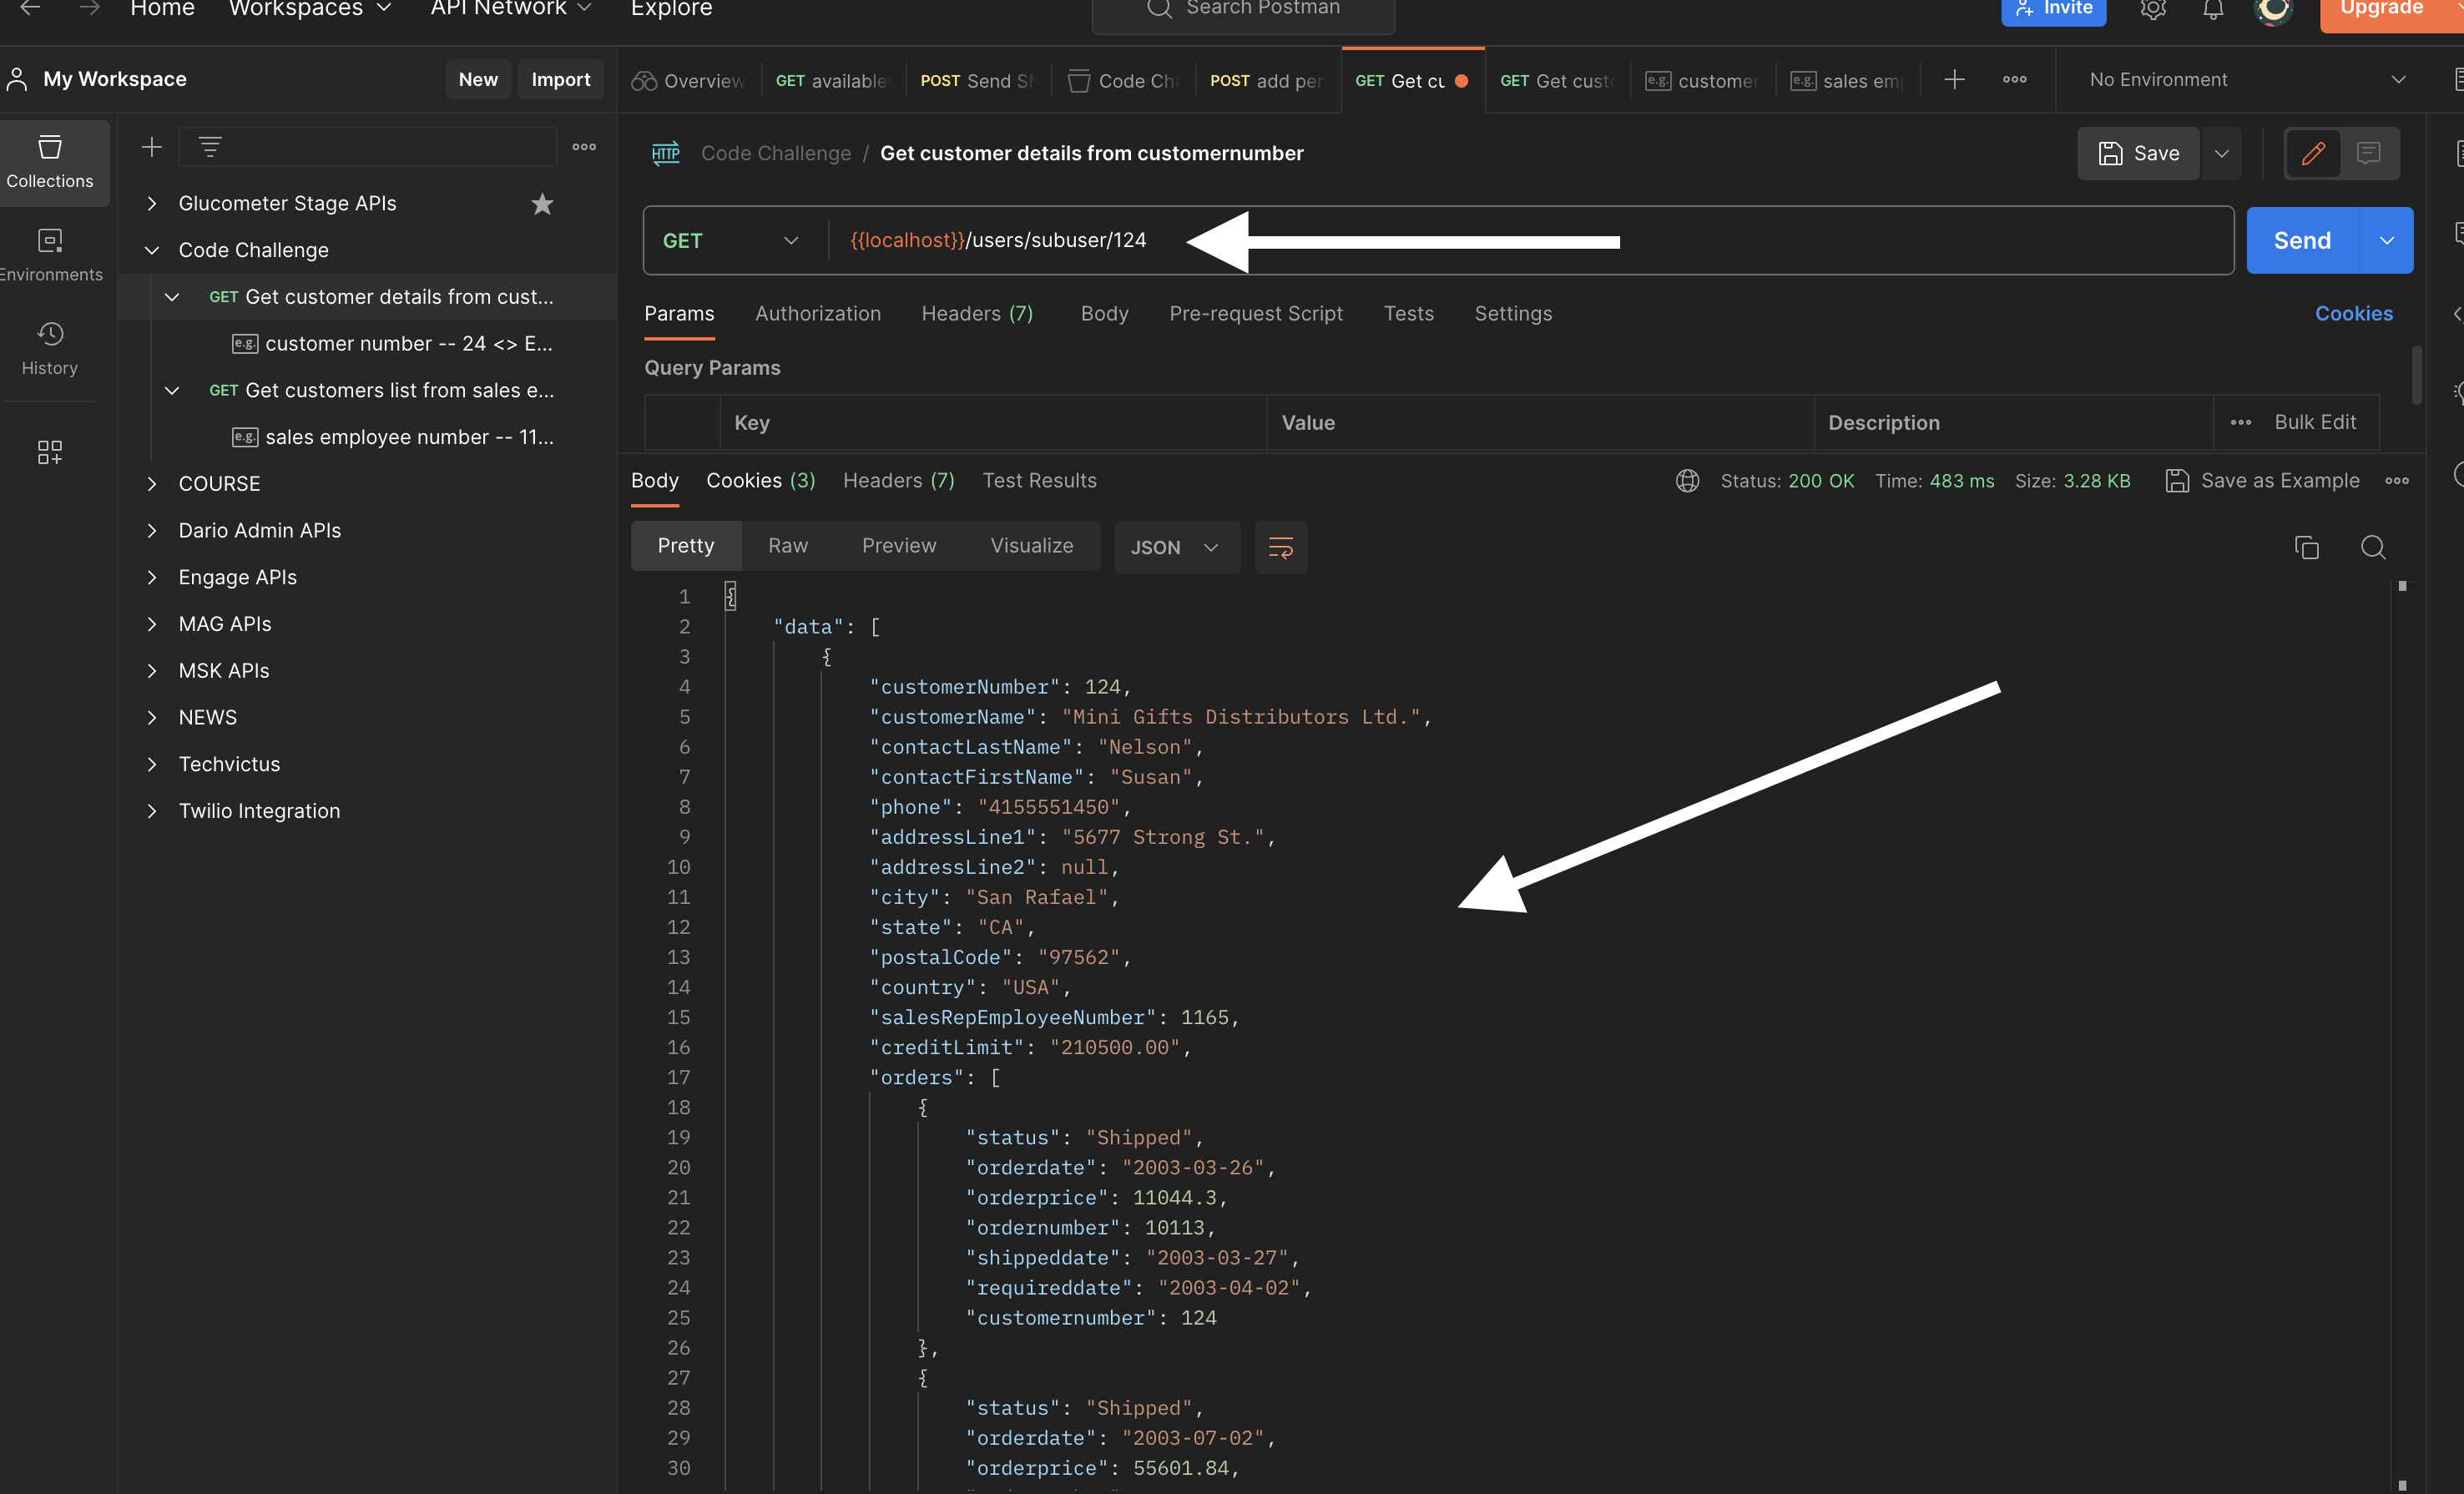 Home Workspaces API Network Explore Search Postman Invite Upgrade
My Workspace New Import Overview GET available POST Send Code Cha POST add per GET Get cu GET Get cust e.g. customer e.g. sales em No Environment
Collections
Environments
History
Glucometer Stage APIs
Code Challenge
GET Get customer details from cust...
e.g. customer number -- 24 <> E...
GET Get customers list from sales e...
e.g. sales employee number -- 11...
COURSE
Dario Admin APIs
Engage APIs
MAG APIs
MSK APIs
NEWS
Techvictus
Twilio Integration
HTTP Code Challenge / Get customer details from customernumber Save
GET {{localhost}}/users/subuser/124 Send
Params Authorization Headers (7) Body Pre-request Script Tests Settings Cookies
Query Params
Key Value Description Bulk Edit
Body Cookies (3) Headers (7) Test Results Status: 200 OK Time: 483 ms Size: 3.28 KB Save as Example
Pretty Raw Preview Visualize JSON
1 {
2 "data": [
3 {
4 "customerNumber": 124,
5 "customerName": "Mini Gifts Distributors Ltd.",
6 "contactLastName": "Nelson",
7 "contactFirstName": "Susan",
8 "phone": "4155551450",
9 "addressLine1": "5677 Strong St.",
10 "addressLine2": null,
11 "city": "San Rafael",
12 "state": "CA",
13 "postalCode": "97562",
14 "country": "USA",
15 "salesRepEmployeeNumber": 1165,
16 "creditLimit": "210500.00",
17 "orders": [
18 {
19 "status": "Shipped",
20 "orderdate": "2003-03-26",
21 "orderprice": 11044.3,
22 "ordernumber": 10113,
23 "shippeddate": "2003-03-27",
24 "requireddate": "2003-04-02",
25 "customernumber": 124
26 },
27 {
28 "status": "Shipped",
29 "orderdate": "2003-07-02",
30 "orderprice": 55601.84,